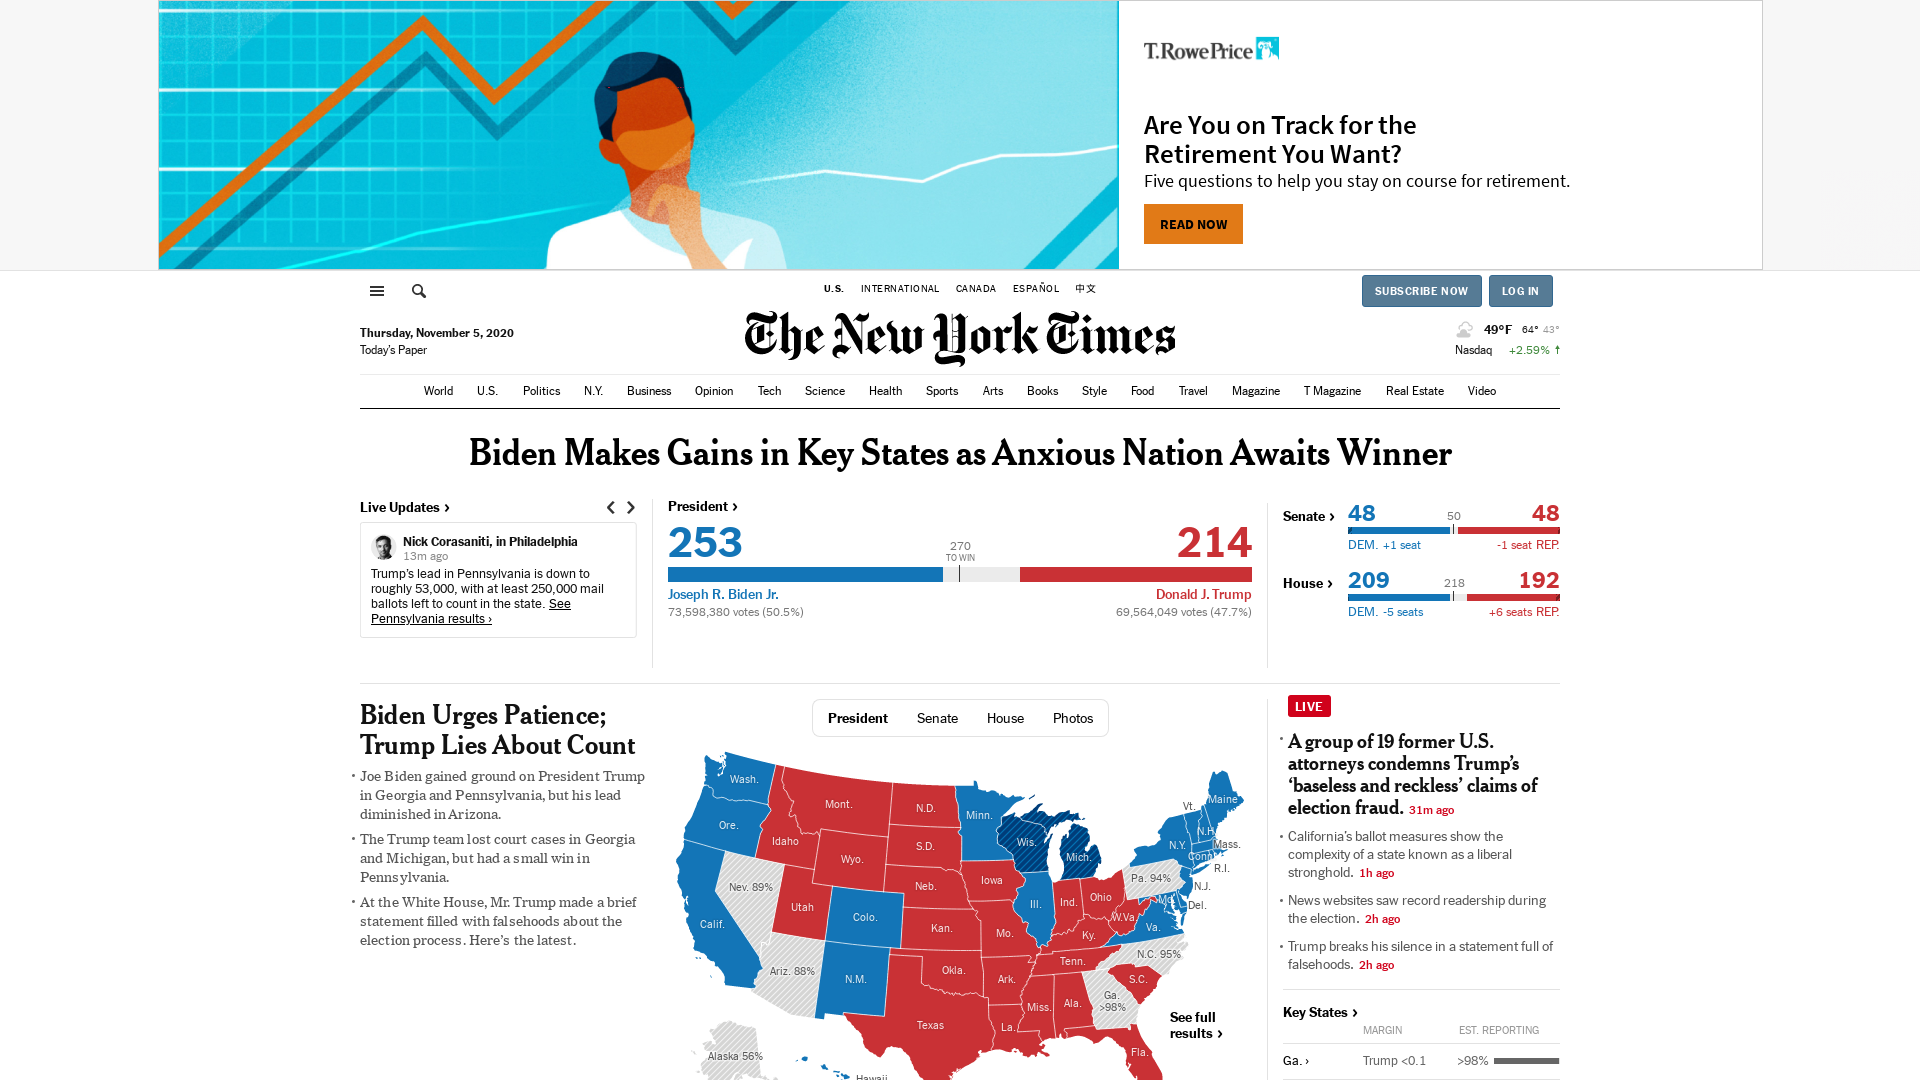 T.RowePrice
Are You on Track for the
Retirement You Want?
Five questions to help you stay on course for retirement.
READ NOW
U.S. INTERNATIONAL CANADA ESPAÑOL 中文
SUBSCRIBE NOW LOG IN
Thursday, November 5, 2020
Today's Paper
The New York Times
49°F 64° 43°
Nasdaq +2.59% ↑
World U.S. Politics N.Y. Business Opinion Tech Science Health Sports Arts Books Style Food Travel Magazine T Magazine Real Estate Video
Biden Makes Gains in Key States as Anxious Nation Awaits Winner
Live Updates ›
Nick Corasaniti, in Philadelphia
13m ago
Trump's lead in Pennsylvania is down to
roughly 53,000, with at least 250,000 mail
ballots left to count in the state. See
Pennsylvania results ›
President ›
253 214
270
TO WIN
Joseph R. Biden Jr. Donald J. Trump
73,598,380 votes (50.5%) 69,564,049 votes (47.7%)
Senate › 48 50 48
DEM. +1 seat -1 seat REP.
House › 209 218 192
DEM. -5 seats +6 seats REP.
Biden Urges Patience;
Trump Lies About Count
• Joe Biden gained ground on President Trump
in Georgia and Pennsylvania, but his lead
diminished in Arizona.
• The Trump team lost court cases in Georgia
and Michigan, but had a small win in
Pennsylvania.
• At the White House, Mr. Trump made a brief
statement filled with falsehoods about the
election process. Here's the latest.
President Senate House Photos
Wash.
Mont.
N.D.
Minn.
Vt.
Maine
Ore.
Idaho
S.D.
Wis.
Mich.
N.Y.
N.H.
Mass.
Wyo.
Conn.
R.I.
Nev. 89%
Neb.
Iowa
Pa. 94%
N.J.
Utah
Colo.
Ill.
Ind.
Ohio
Md.
Del.
Calif.
Kan.
Mo.
Ky.
W.Va.
Va.
Ariz. 88%
N.M.
Okla.
Ark.
Tenn.
N.C. 95%
S.C.
Texas
La.
Miss.
Ala.
Ga.
>98%
Fla.
Alaska 56%
Hawaii
See full
results ›
LIVE
• A group of 19 former U.S.
attorneys condemns Trump's
'baseless and reckless' claims of
election fraud. 31m ago
• California's ballot measures show the
complexity of a state known as a liberal
stronghold. 1h ago
• News websites saw record readership during
the election. 2h ago
• Trump breaks his silence in a statement full of
falsehoods. 2h ago
Key States ›
MARGIN EST. REPORTING
Ga. › Trump <0.1 >98%